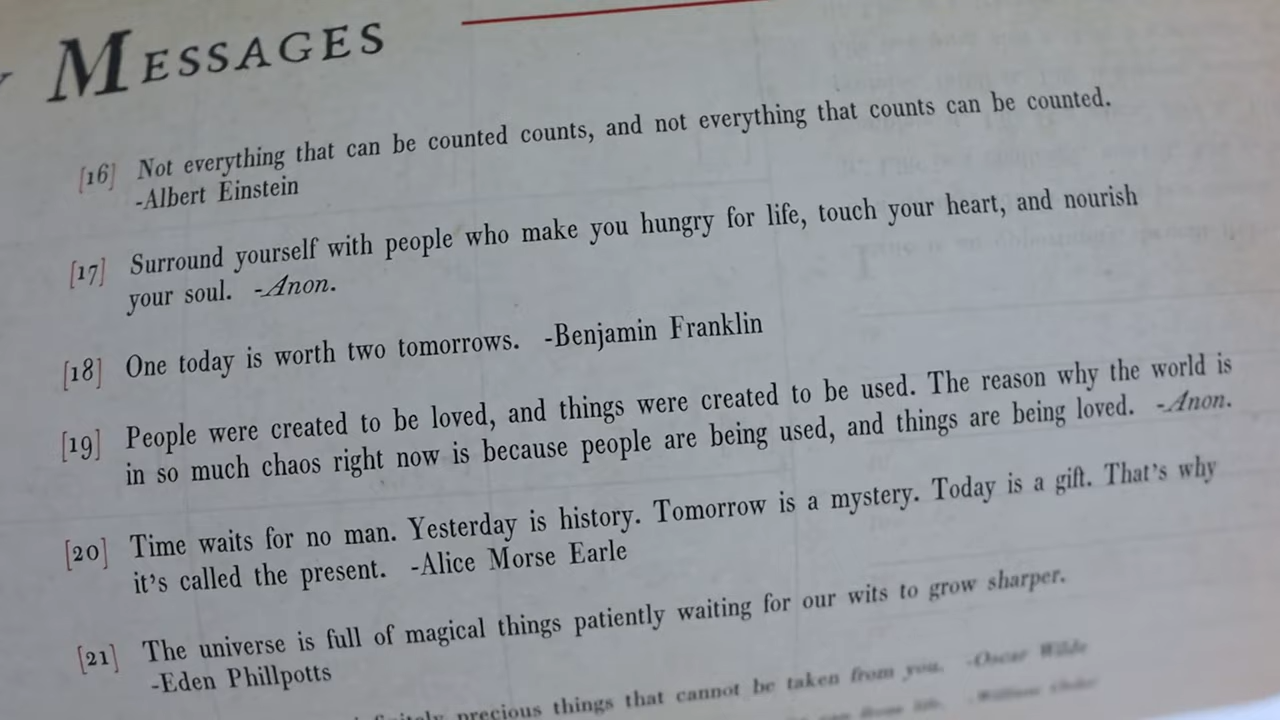 MESSAGES
[16] Not everything that can be counted counts, and not everything that counts can be counted.
-Albert Einstein
[17] Surround yourself with people who make you hungry for life, touch your heart, and nourish
your soul. -Anon.
[18] One today is worth two tomorrows. -Benjamin Franklin
[19] People were created to be loved, and things were created to be used. The reason why the world is
in so much chaos right now is because people are being used, and things are being loved. -Anon.
[20] Time waits for no man. Yesterday is history. Tomorrow is a mystery. Today is a gift. That's why
it's called the present. -Alice Morse Earle
[21] The universe is full of magical things patiently waiting for our wits to grow sharper.
-Eden Phillpotts
precious things that cannot be taken from you. -Oscar Wilde